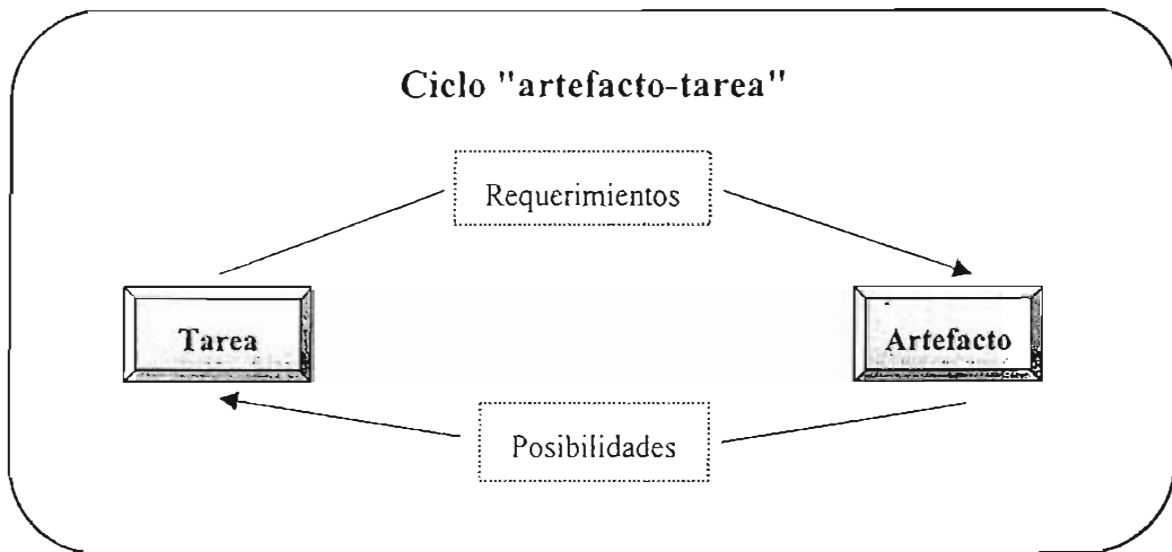 Ciclo "artefacto-tarea"
Requerimientos
Tarea
Artefacto
Posibilidades